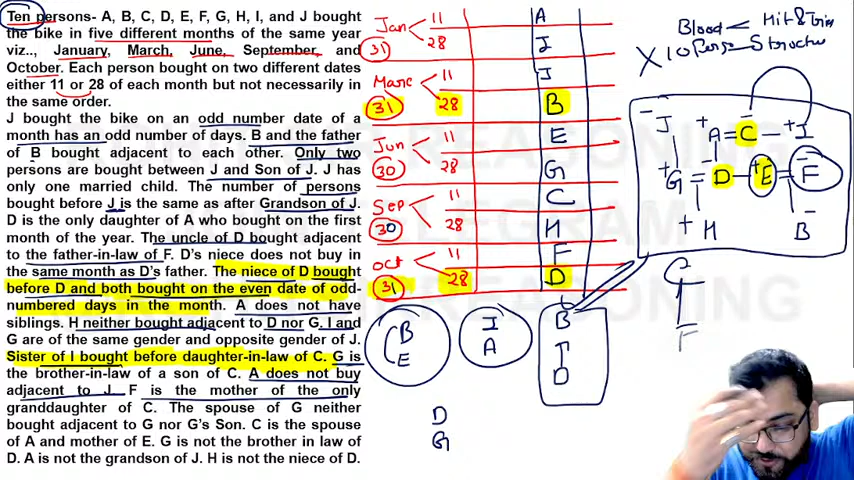 Ten persons- A, B, C, D, E, F, G, H, I, and J bought
the bike in five different months of the same year
viz.., January, March, June, September, and
October. Each person bought on two different dates
either 11 or 28 of each month but not necessarily in
the same order.
J bought the bike on an odd number date of a
month has an odd number of days. B and the father
of B bought adjacent to each other. Only two
persons are bought between J and Son of J. J has
only one married child. The number of persons
bought before J is the same as after Grandson of J.
D is the only daughter of A who bought on the first
month of the year. The uncle of D bought adjacent
to the father-in-law of F. D's niece does not buy in
the same month as D's father. The niece of D bought
before D and both bought on the even date of odd-
numbered days in the month. A does not have
siblings. H neither bought adjacent to D nor G. I and
G are of the same gender and opposite gender of J.
Sister of I bought before daughter-in-law of C. G is
the brother-in-law of a son of C. A does not buy
adjacent to J. F is the mother of the only
granddaughter of C. The spouse of G neither
bought adjacent to G nor G's Son. C is the spouse
of A and mother of E. G is not the brother in law of
D. A is not the grandson of J. H is not the niece of D.
Jan 11 A
31 28 I
Marc 11 J
31 28 B
Jun 11 E
30 28 G
Sep 11 C
30 28 H
Oct 11 F
31 28 D
B
E
I
A
B
D
D
G
Blood Hit & Trial
X 10 Perso Structure
- J + A = C - + I
+ G = D - + E = F -
+ H B -
C
F